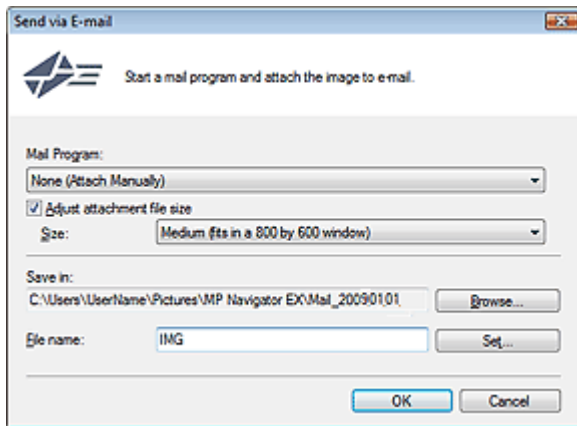 Send via E-mail
Start a mail program and attach the image to e-mail.
Mail Program:
None (Attach Manually)
Adjust attachment file size
Size: Medium (fits in a 800 by 600 window)
Save in:
C:\Users\UserName\Pictures\MP Navigator EX\Mail_20090101 Browse...
File name: IMG Set...
OK Cancel